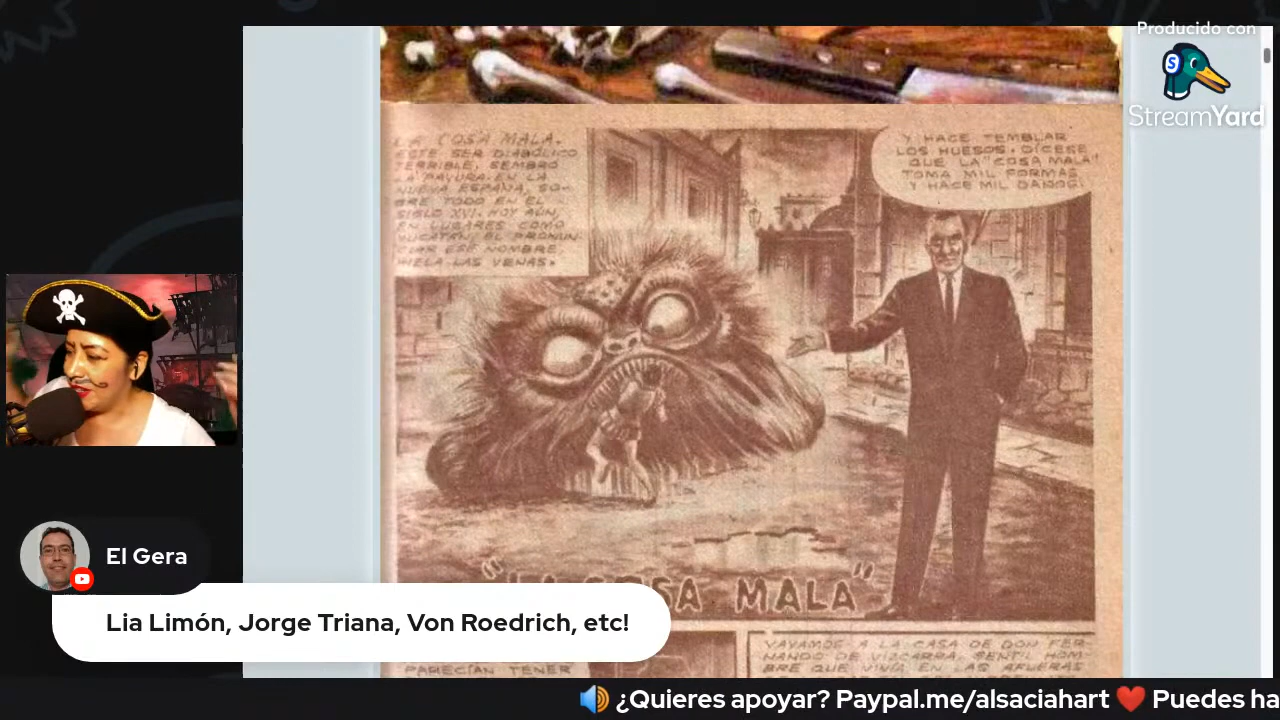 Producido con
StreamYard
LA COSA MALA.
ESTE SER DIABÓLICO
TERRIBLE, SEMBRÓ
LA PAVURA EN LA
NUEVA ESPAÑA, SO-
BRE TODO EN EL
SIGLO XVI. HOY AÚN,
EN LUGARES COMO
YUCATÁN, EL PRONUN-
CIAR ESE NOMBRE,
HIELA LAS VENAS.
Y HACE TEMBLAR
LOS HUESOS. DÍCESE
QUE LA "COSA MALA"
TOMA MIL FORMAS
Y HACE MIL DAÑOS.
"LA COSA MALA"
El Gera
Lia Limón, Jorge Triana, Von Roedrich, etc!
PARECÍAN TENER
VAYAMOS A LA CASA DE DON FER-
NANDO DE VIZCARRA, GENTIL HOM-
BRE QUE VIVÍA EN LAS AFUERAS
🔊 ¿Quieres apoyar? Paypal.me/alsaciahart ❤️ Puedes ha